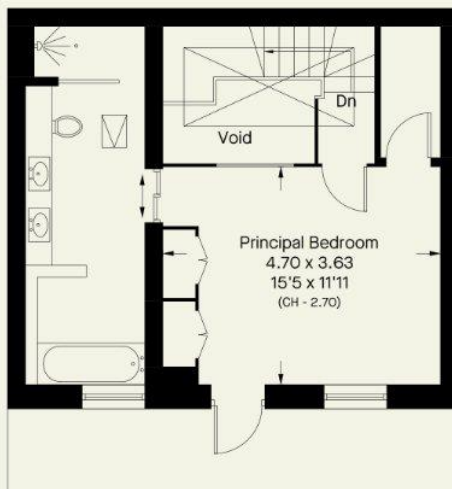 Dn
Void
Principal Bedroom
4.70 x 3.63
15'5 x 11'11
(CH - 2.70)